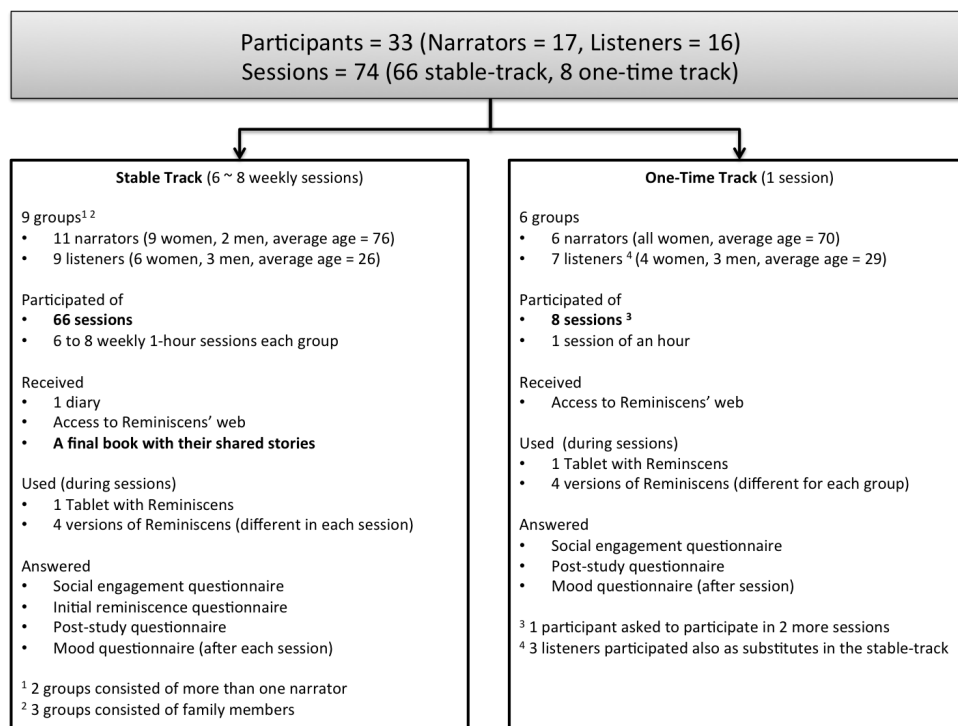 Participants = 33 (Narrators = 17, Listeners = 16)
Sessions = 74 (66 stable-track, 8 one-time track)
Stable Track (6 ~ 8 weekly sessions)
9 groups¹ ²
• 11 narrators (9 women, 2 men, average age = 76)
• 9 listeners (6 women, 3 men, average age = 26)
Participated of
• 66 sessions
• 6 to 8 weekly 1-hour sessions each group
Received
• 1 diary
• Access to Reminiscens' web
• A final book with their shared stories
Used (during sessions)
• 1 Tablet with Reminiscens
• 4 versions of Reminiscens (different in each session)
Answered
• Social engagement questionnaire
• Initial reminiscence questionnaire
• Post-study questionnaire
• Mood questionnaire (after each session)
¹ 2 groups consisted of more than one narrator
² 3 groups consisted of family members
One-Time Track (1 session)
6 groups
• 6 narrators (all women, average age = 70)
• 7 listeners ⁴ (4 women, 3 men, average age = 29)
Participated of
• 8 sessions ³
• 1 session of an hour
Received
• Access to Reminiscens' web
Used (during sessions)
• 1 Tablet with Reminscens
• 4 versions of Reminiscens (different for each group)
Answered
• Social engagement questionnaire
• Post-study questionnaire
• Mood questionnaire (after session)
³ 1 participant asked to participate in 2 more sessions
⁴ 3 listeners participated also as substitutes in the stable-track